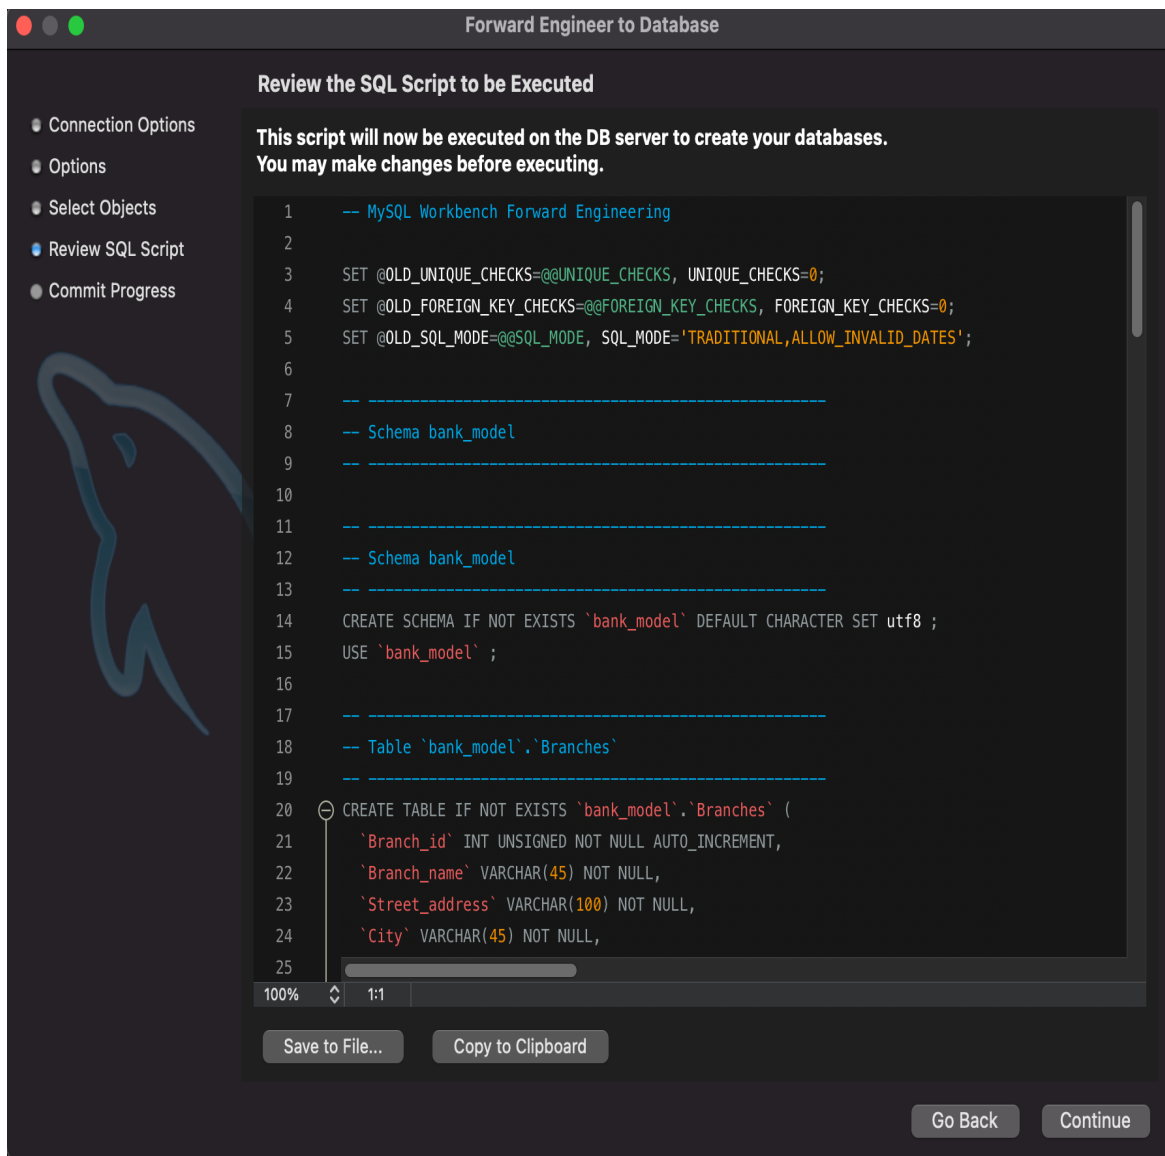 Forward Engineer to Database
Review the SQL Script to be Executed
Connection Options
Options
Select Objects
Review SQL Script
Commit Progress
This script will now be executed on the DB server to create your databases.
You may make changes before executing.
1 -- MySQL Workbench Forward Engineering
2
3 SET @OLD_UNIQUE_CHECKS=@@UNIQUE_CHECKS, UNIQUE_CHECKS=0;
4 SET @OLD_FOREIGN_KEY_CHECKS=@@FOREIGN_KEY_CHECKS, FOREIGN_KEY_CHECKS=0;
5 SET @OLD_SQL_MODE=@@SQL_MODE, SQL_MODE='TRADITIONAL,ALLOW_INVALID_DATES';
6
7 -- -----------------------------------------------------
8 -- Schema bank_model
9 -- -----------------------------------------------------
10
11 -- -----------------------------------------------------
12 -- Schema bank_model
13 -- -----------------------------------------------------
14 CREATE SCHEMA IF NOT EXISTS `bank_model` DEFAULT CHARACTER SET utf8 ;
15 USE `bank_model` ;
16
17 -- -----------------------------------------------------
18 -- Table `bank_model`.`Branches`
19 -- -----------------------------------------------------
20 CREATE TABLE IF NOT EXISTS `bank_model`.`Branches` (
21 `Branch_id` INT UNSIGNED NOT NULL AUTO_INCREMENT,
22 `Branch_name` VARCHAR(45) NOT NULL,
23 `Street_address` VARCHAR(100) NOT NULL,
24 `City` VARCHAR(45) NOT NULL,
25
100% 1:1
Save to File... Copy to Clipboard
Go Back Continue